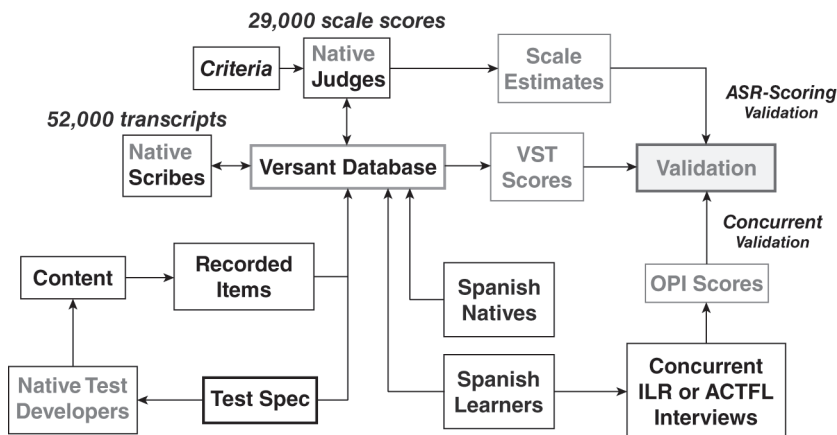 29,000 scale scores
Criteria
Native
Judges
Scale
Estimates
ASR-Scoring
Validation
52,000 transcripts
Native
Scribes
Versant Database
VST
Scores
Validation
Concurrent
Validation
Content
Recorded
Items
Spanish
Natives
OPI Scores
Native Test
Developers
Test Spec
Spanish
Learners
Concurrent
ILR or ACTFL
Interviews